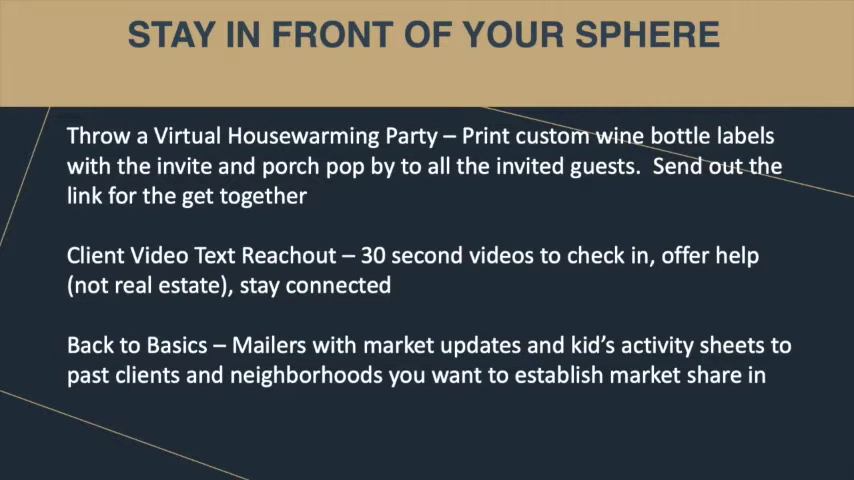 STAY IN FRONT OF YOUR SPHERE
Throw a Virtual Housewarming Party – Print custom wine bottle labels
with the invite and porch pop by to all the invited guests.  Send out the
link for the get together
Client Video Text Reachout – 30 second videos to check in, offer help
(not real estate), stay connected
Back to Basics – Mailers with market updates and kid’s activity sheets to
past clients and neighborhoods you want to establish market share in